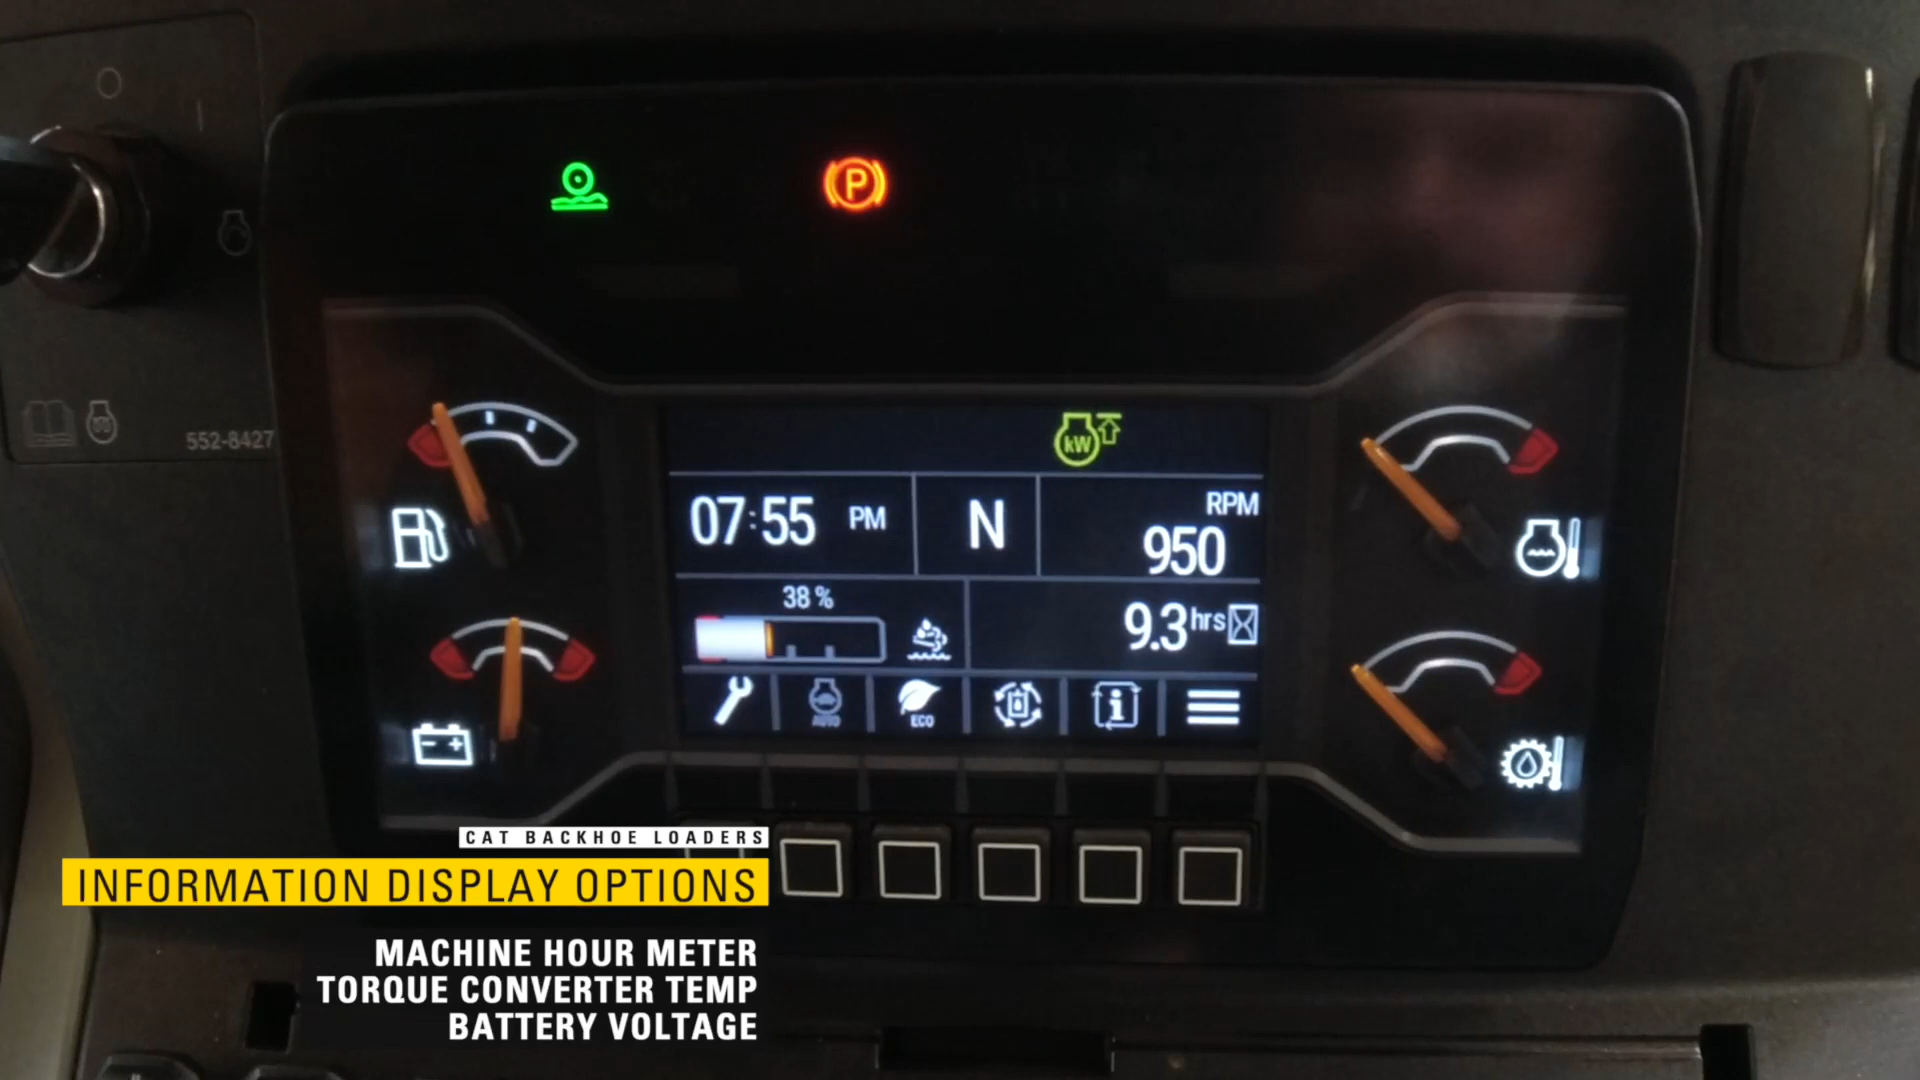 P
552-8427
kW
07:55 PM
N
RPM
950
38 %
9.3 hrs
AUTO
ECO
i
CAT BACKHOE LOADERS
INFORMATION DISPLAY OPTIONS
MACHINE HOUR METER
TORQUE CONVERTER TEMP
BATTERY VOLTAGE